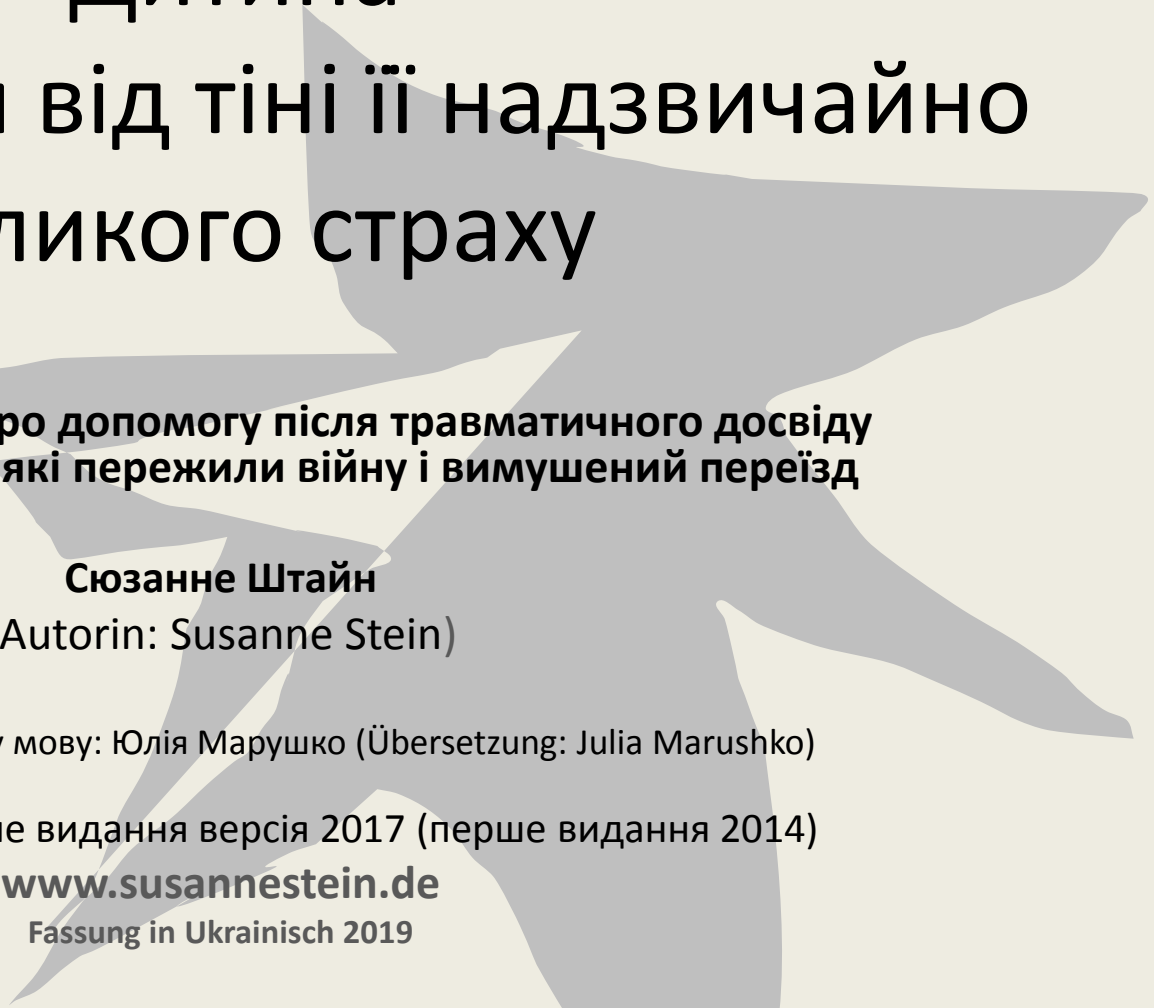 Дитина
від тіні її надзвичайно
ликого страху
ро допомогу після травматичного досвіду
які пережили війну і вимушений переїзд
Сюзанне Штайн
Autorin: Susanne Stein)
у мову: Юлія Марушко (Übersetzung: Julia Marushko)
не видання версія 2017 (перше видання 2014)
www.susannestein.de
Fassung in Ukrainisch 2019